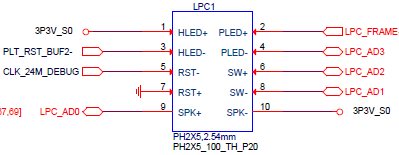 LPC1
3P3V_S0 1 HLED+ PLED+ 2 LPC_FRAME
PLT_RST_BUF2- 3 HLED- PLED- 4 LPC_AD3
CLK_24M_DEBUG 5 RST- SW+ 6 LPC_AD2
7 RST+ SW- 8 LPC_AD1
37,69] LPC_AD0 9 SPK+ SPK- 10 3P3V_S0
PH2X5,2.54mm
PH2X5_100_TH_P20